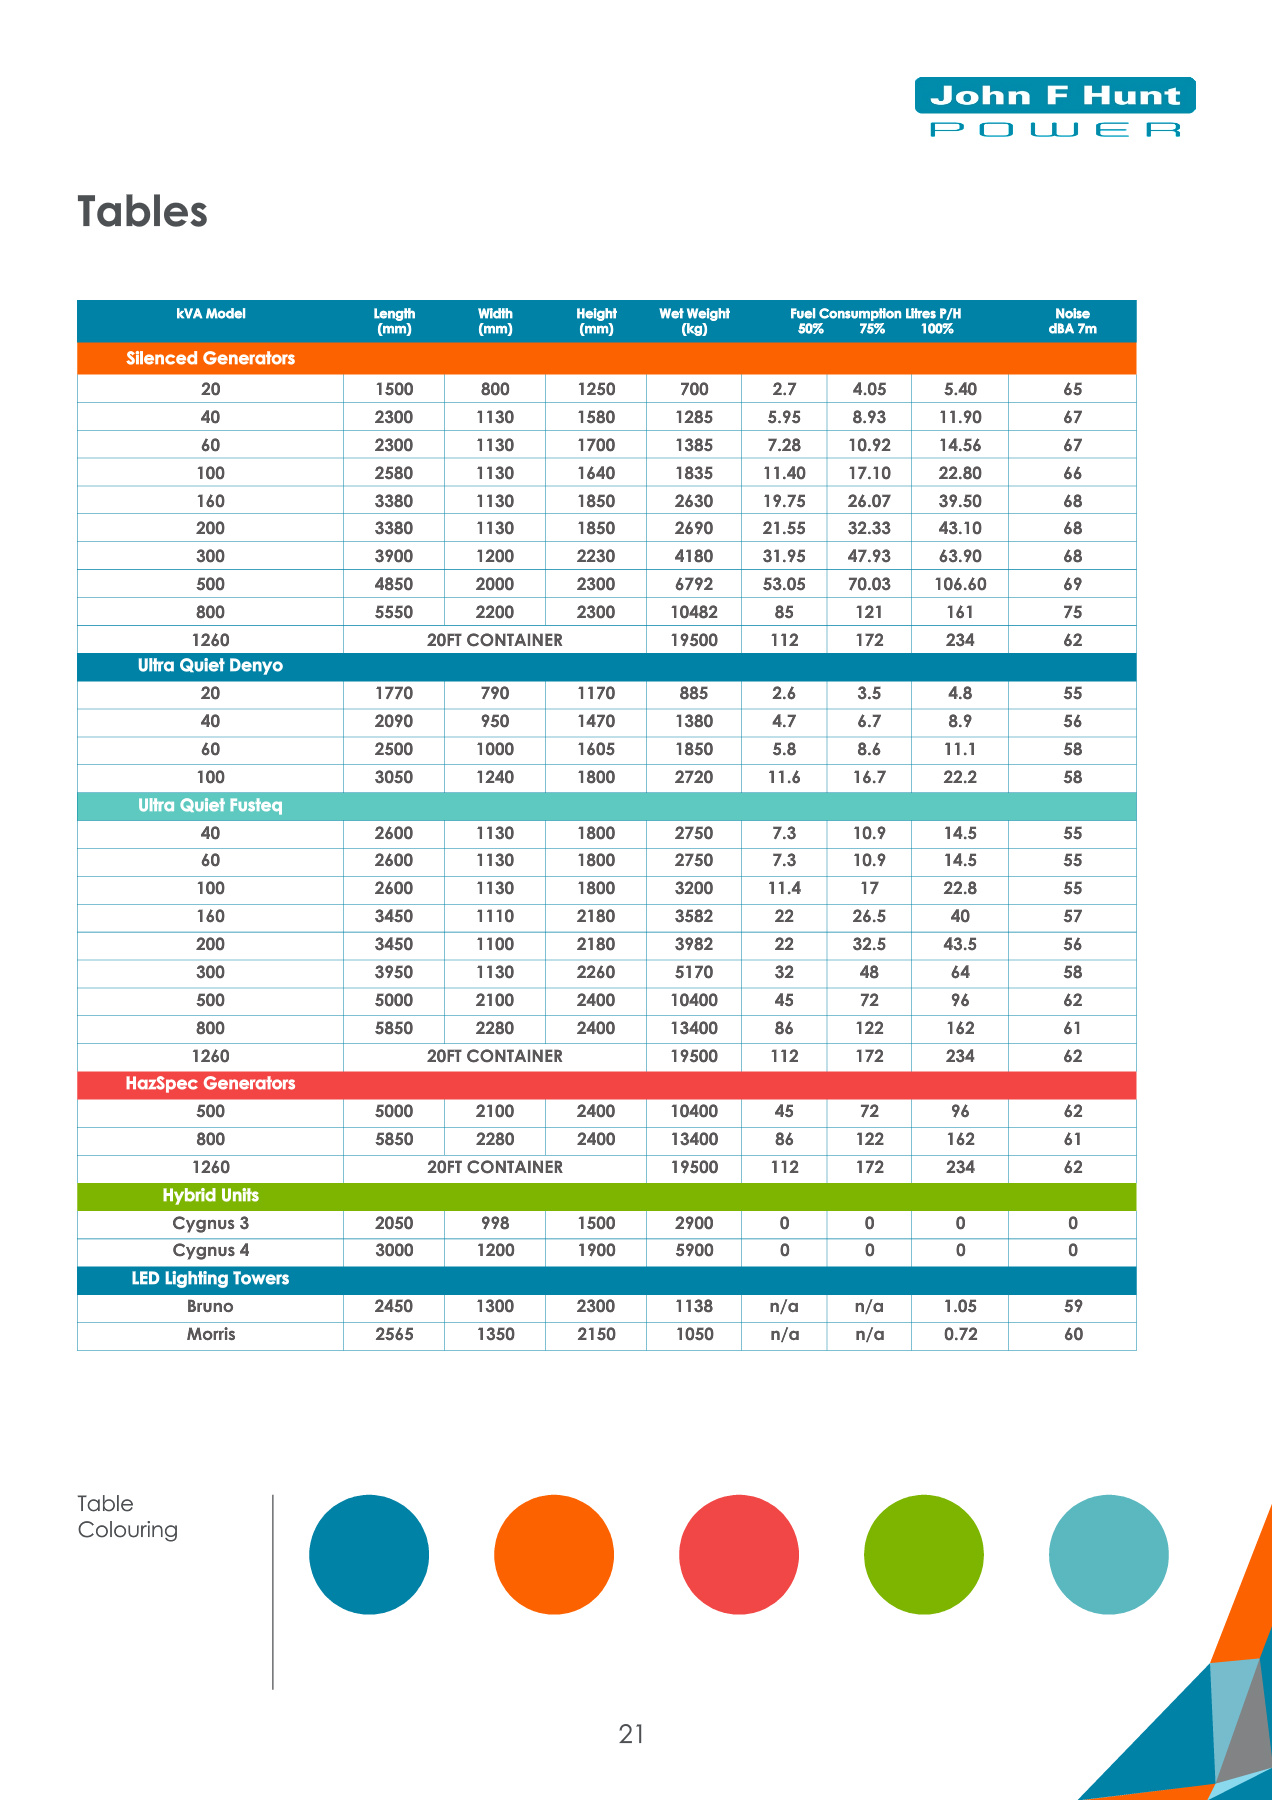 John F Hunt
POWER
Tables
kVA Model Length Width Height Wet Weight Fuel Consumption Litres P/H Noise
(mm) (mm) (mm) (kg) 50% 75% 100% dBA 7m
Silenced Generators
20 1500 800 1250 700 2.7 4.05 5.40 65
40 2300 1130 1580 1285 5.95 8.93 11.90 67
60 2300 1130 1700 1385 7.28 10.92 14.56 67
100 2580 1130 1640 1835 11.40 17.10 22.80 66
160 3380 1130 1850 2630 19.75 26.07 39.50 68
200 3380 1130 1850 2690 21.55 32.33 43.10 68
300 3900 1200 2230 4180 31.95 47.93 63.90 68
500 4850 2000 2300 6792 53.05 70.03 106.60 69
800 5550 2200 2300 10482 85 121 161 75
1260 20FT CONTAINER 19500 112 172 234 62
Ultra Quiet Denyo
20 1770 790 1170 885 2.6 3.5 4.8 55
40 2090 950 1470 1380 4.7 6.7 8.9 56
60 2500 1000 1605 1850 5.8 8.6 11.1 58
100 3050 1240 1800 2720 11.6 16.7 22.2 58
Ultra Quiet Fusteq
40 2600 1130 1800 2750 7.3 10.9 14.5 55
60 2600 1130 1800 2750 7.3 10.9 14.5 55
100 2600 1130 1800 3200 11.4 17 22.8 55
160 3450 1110 2180 3582 22 26.5 40 57
200 3450 1100 2180 3982 22 32.5 43.5 56
300 3950 1130 2260 5170 32 48 64 58
500 5000 2100 2400 10400 45 72 96 62
800 5850 2280 2400 13400 86 122 162 61
1260 20FT CONTAINER 19500 112 172 234 62
HazSpec Generators
500 5000 2100 2400 10400 45 72 96 62
800 5850 2280 2400 13400 86 122 162 61
1260 20FT CONTAINER 19500 112 172 234 62
Hybrid Units
Cygnus 3 2050 998 1500 2900 0 0 0 0
Cygnus 4 3000 1200 1900 5900 0 0 0 0
LED Lighting Towers
Bruno 2450 1300 2300 1138 n/a n/a 1.05 59
Morris 2565 1350 2150 1050 n/a n/a 0.72 60
Table
Colouring
21